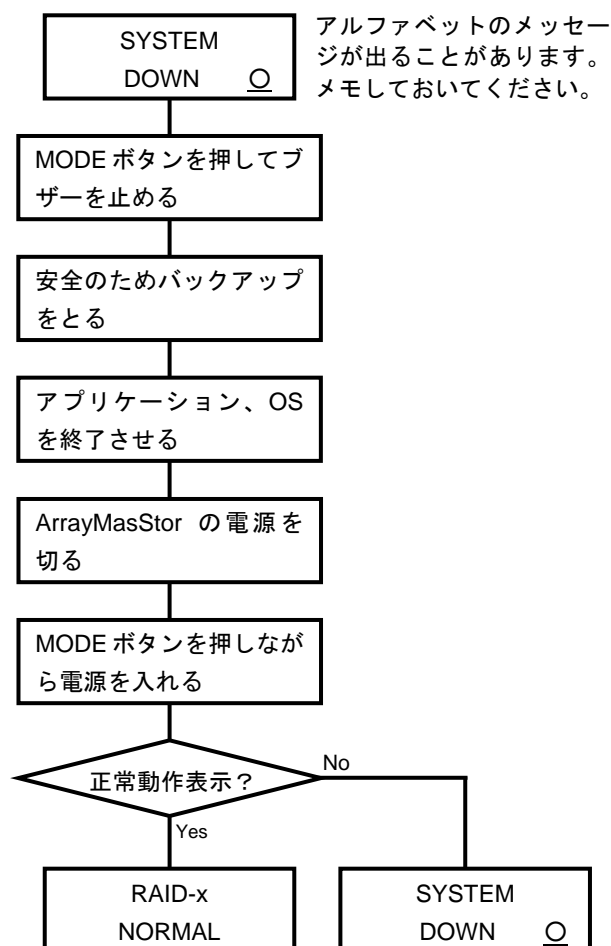 SYSTEM
DOWN O
アルファベットのメッセー
ジが出ることがあります。
メモしておいてください。
MODE ボタンを押してブ
ザーを止める
安全のためバックアップ
をとる
アプリケーション、OS
を終了させる
ArrayMasStor の電源を
切る
MODE ボタンを押しなが
ら電源を入れる
正常動作表示？
No
Yes
RAID-x
NORMAL
SYSTEM
DOWN O